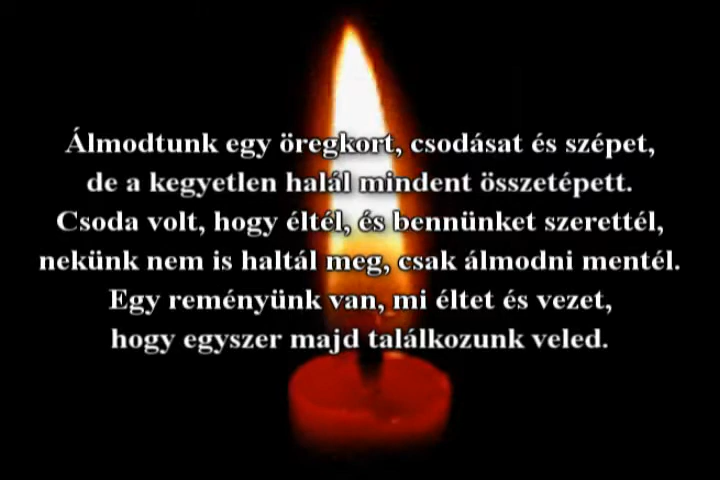 Álmodtunk egy öregkort, csodásat és szépet,
de a kegyetlen halál mindent összetépett.
Csoda volt, hogy éltél, és bennünket szerettél,
nekünk nem is haltál meg, csak álmodni mentél.
Egy reményünk van, mi éltet és vezet,
hogy egyszer majd találkozunk veled.